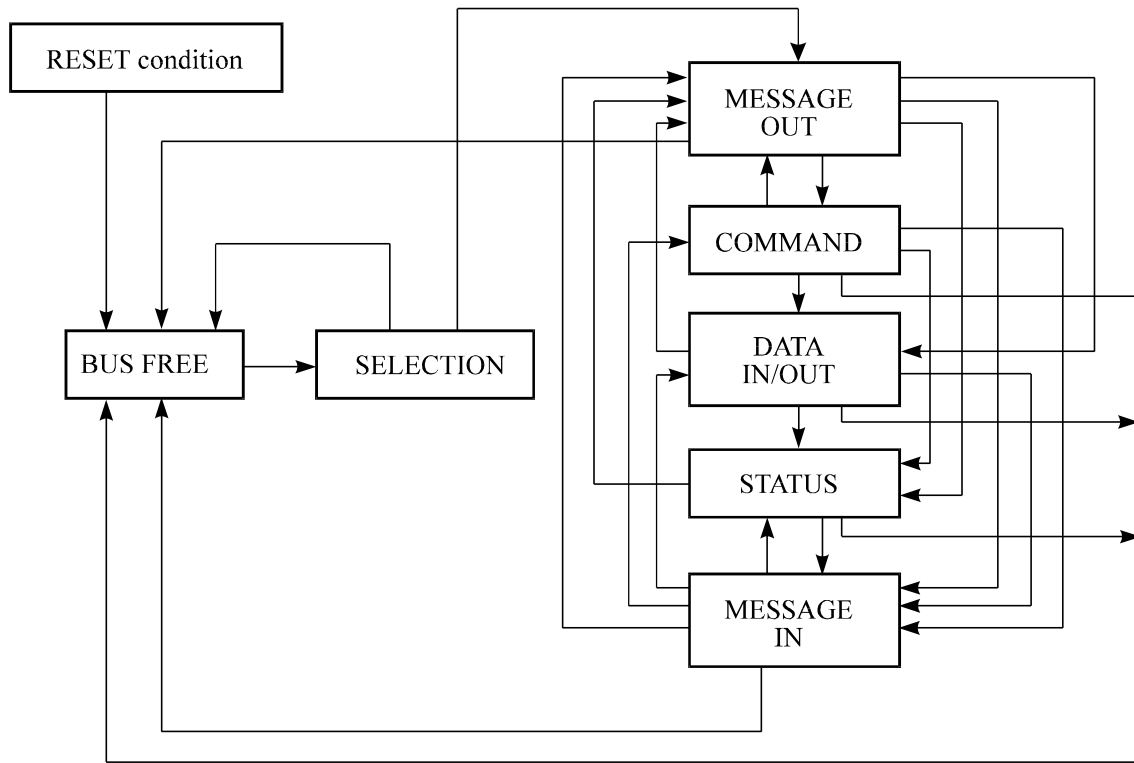 RESET condition
MESSAGE
OUT
COMMAND
BUS FREE
SELECTION
DATA
IN/OUT
STATUS
MESSAGE
IN